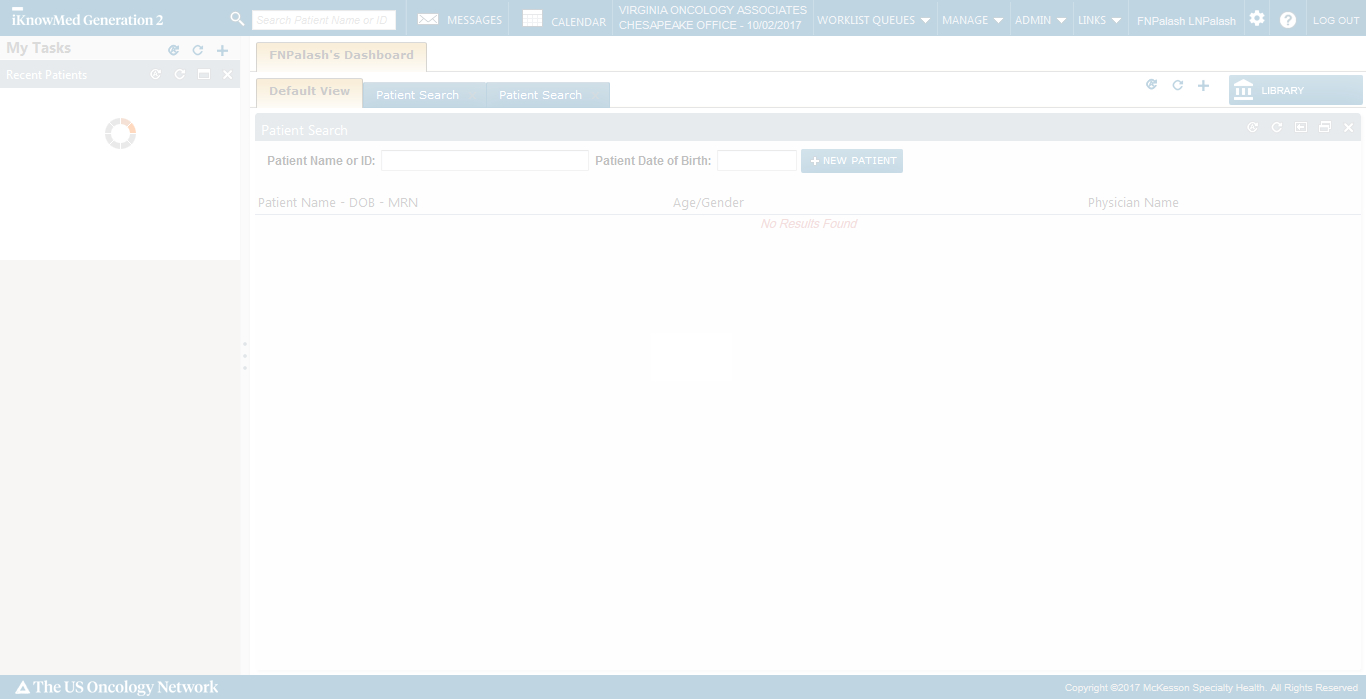 iKnowMed Generation 2
Search Patient Name or ID
MESSAGES
CALENDAR
VIRGINIA ONCOLOGY ASSOCIATES
CHESAPEAKE OFFICE - 10/02/2017
WORKLIST QUEUES
MANAGE
ADMIN
LINKS
FNPalash LNPalash
LOG OUT
My Tasks
Recent Patients
FNPalash's Dashboard
Default View
Patient Search
Patient Search
LIBRARY
Patient Search
Patient Name or ID:
Patient Date of Birth:
+ NEW PATIENT
Patient Name - DOB - MRN
Age/Gender
Physician Name
No Results Found
The US Oncology Network
Copyright ©2017 McKesson Specialty Health. All Rights Reserved